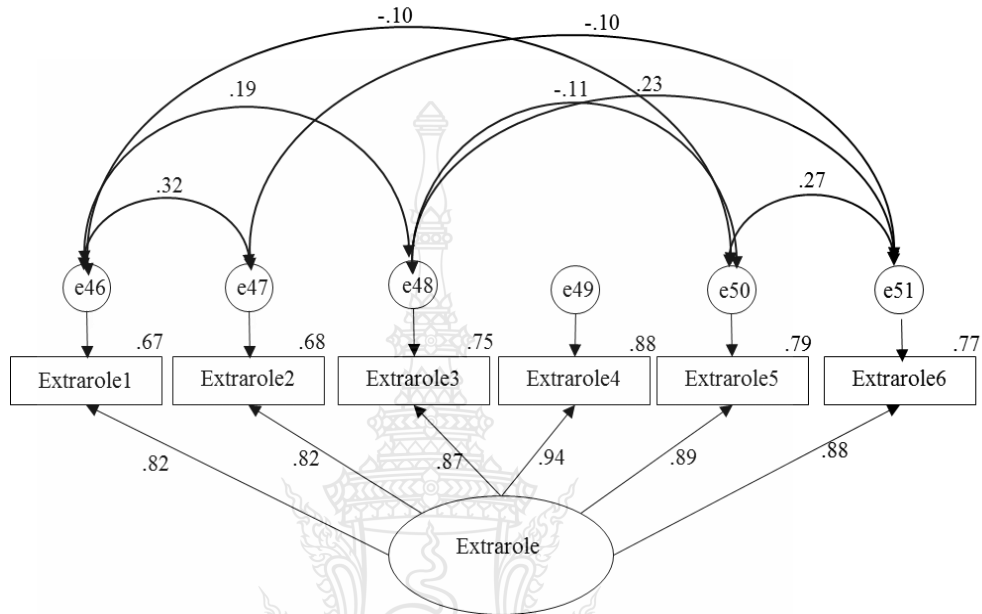 -.10
-.10
.19
-.11
.23
.32
.27
e46
e47
e48
e49
e50
e51
.67
.68
.75
.88
.79
.77
Extrarole1
Extrarole2
Extrarole3
Extrarole4
Extrarole5
Extrarole6
.82
.82
.87
.94
.89
.88
Extrarole